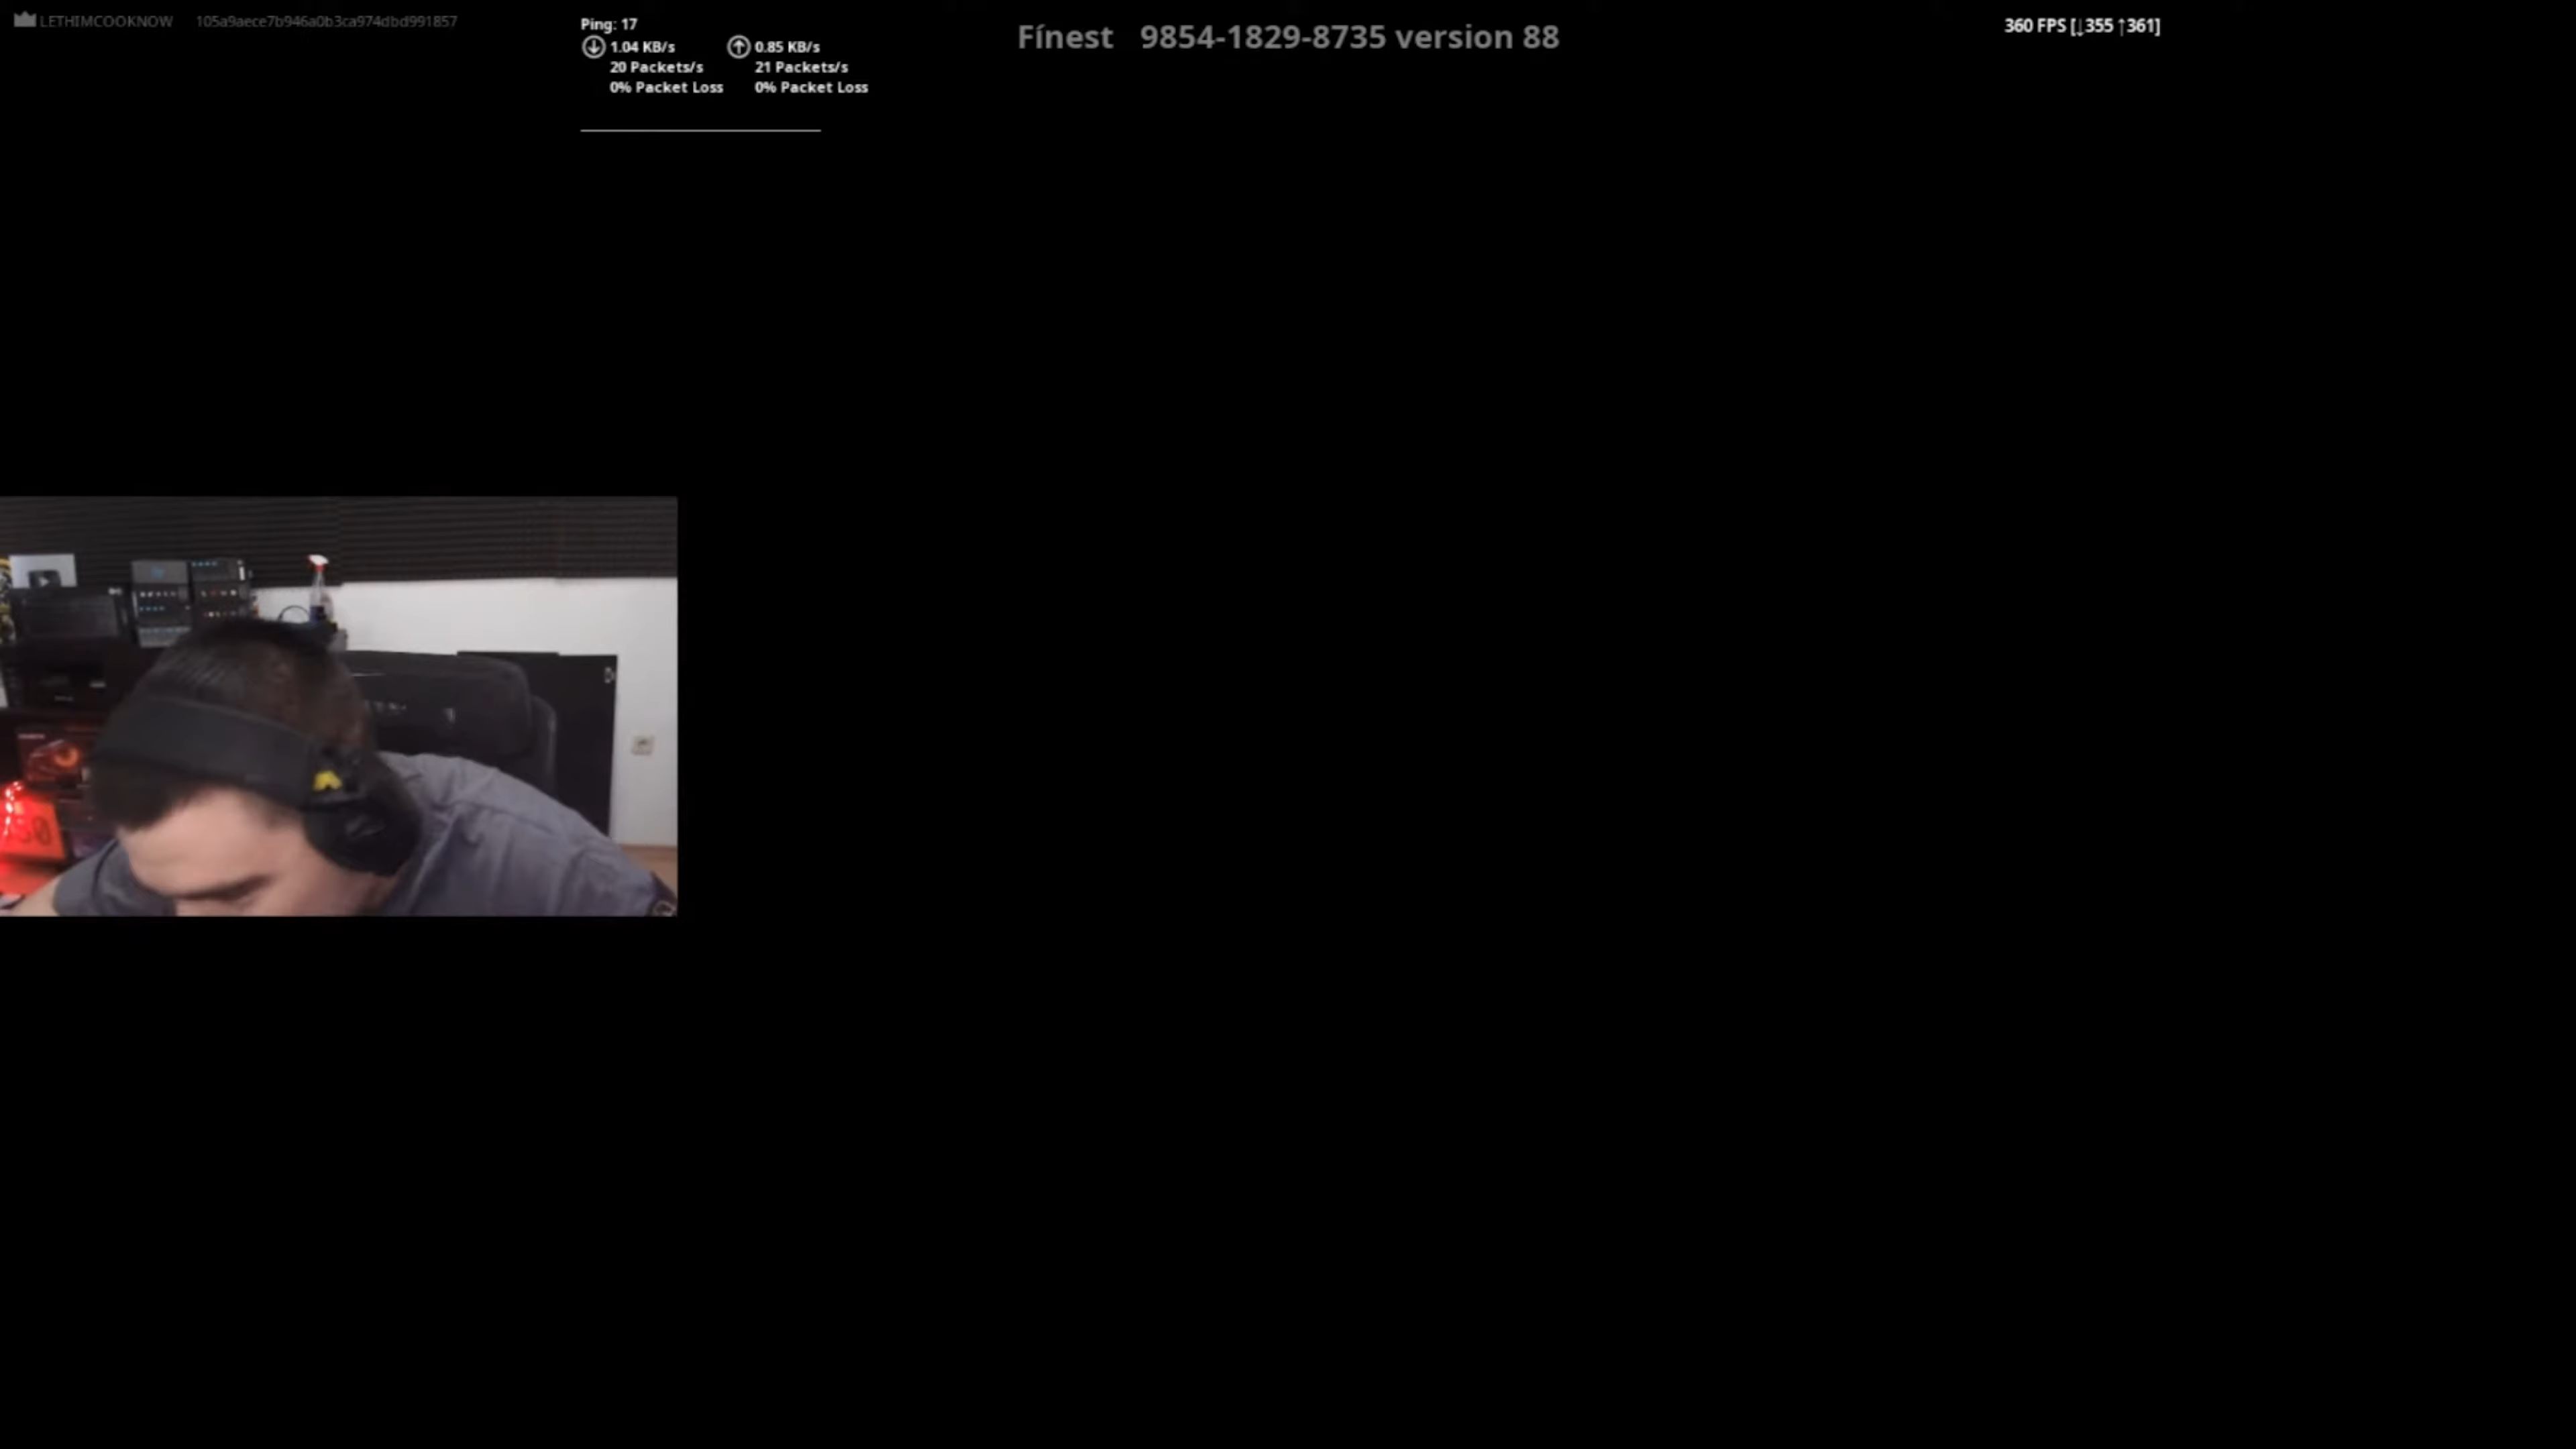 LETHIMCOOKNOW 105a9aece7b946a0b3ca974dbd991857
Ping: 17
1.04 KB/s 0.85 KB/s
20 Packets/s 21 Packets/s
0% Packet Loss 0% Packet Loss
Fínest 9854-1829-8735 version 88
360 FPS [↓355 ↑361]